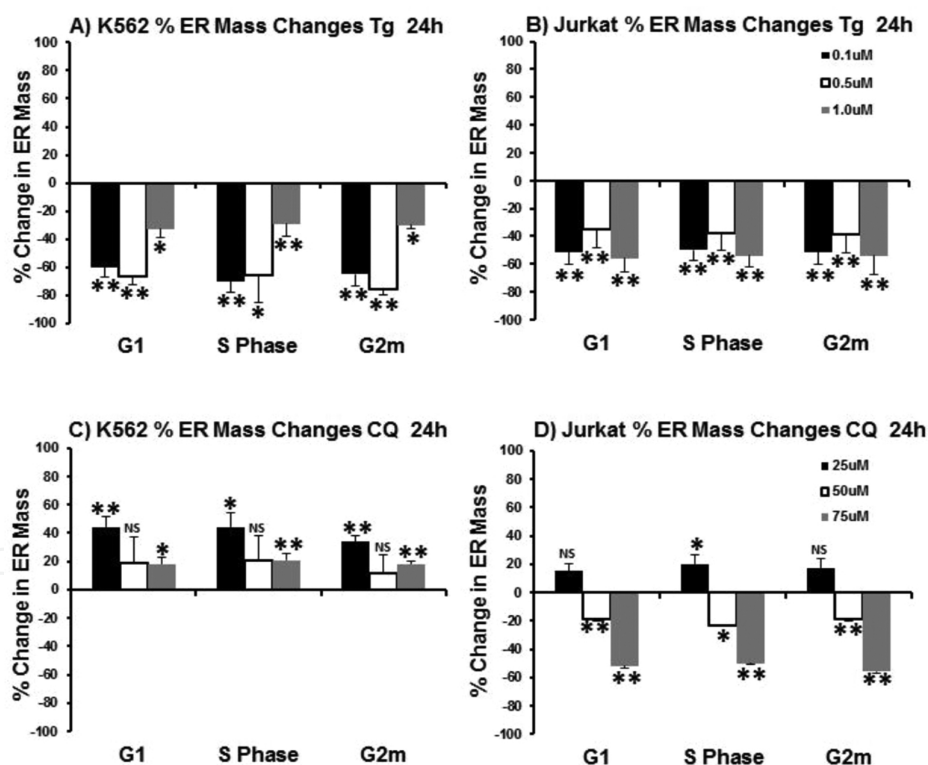 A) K562 % ER Mass Changes Tg 24h
% Change in ER Mass
100
80
60
40
20
0
-20
-40
-60
-80
-100
** ** *
** * **
** ** *
G1 S Phase G2m
B) Jurkat % ER Mass Changes Tg 24h
0.1uM
0.5uM
1.0uM
% Change in ER Mass
100
80
60
40
20
0
-20
-40
-60
-80
-100
** ** **
** ** **
** ** **
G1 S Phase G2m
C) K562 % ER Mass Changes CQ 24h
% Change in ER Mass
100
80
60
40
20
0
-20
-40
-60
-80
-100
** NS *
* NS **
** NS **
G1 S Phase G2m
D) Jurkat % ER Mass Changes CQ 24h
25uM
50uM
75uM
% Change in ER Mass
100
80
60
40
20
0
-20
-40
-60
-80
-100
NS ** **
* * **
NS ** **
G1 S Phase G2m